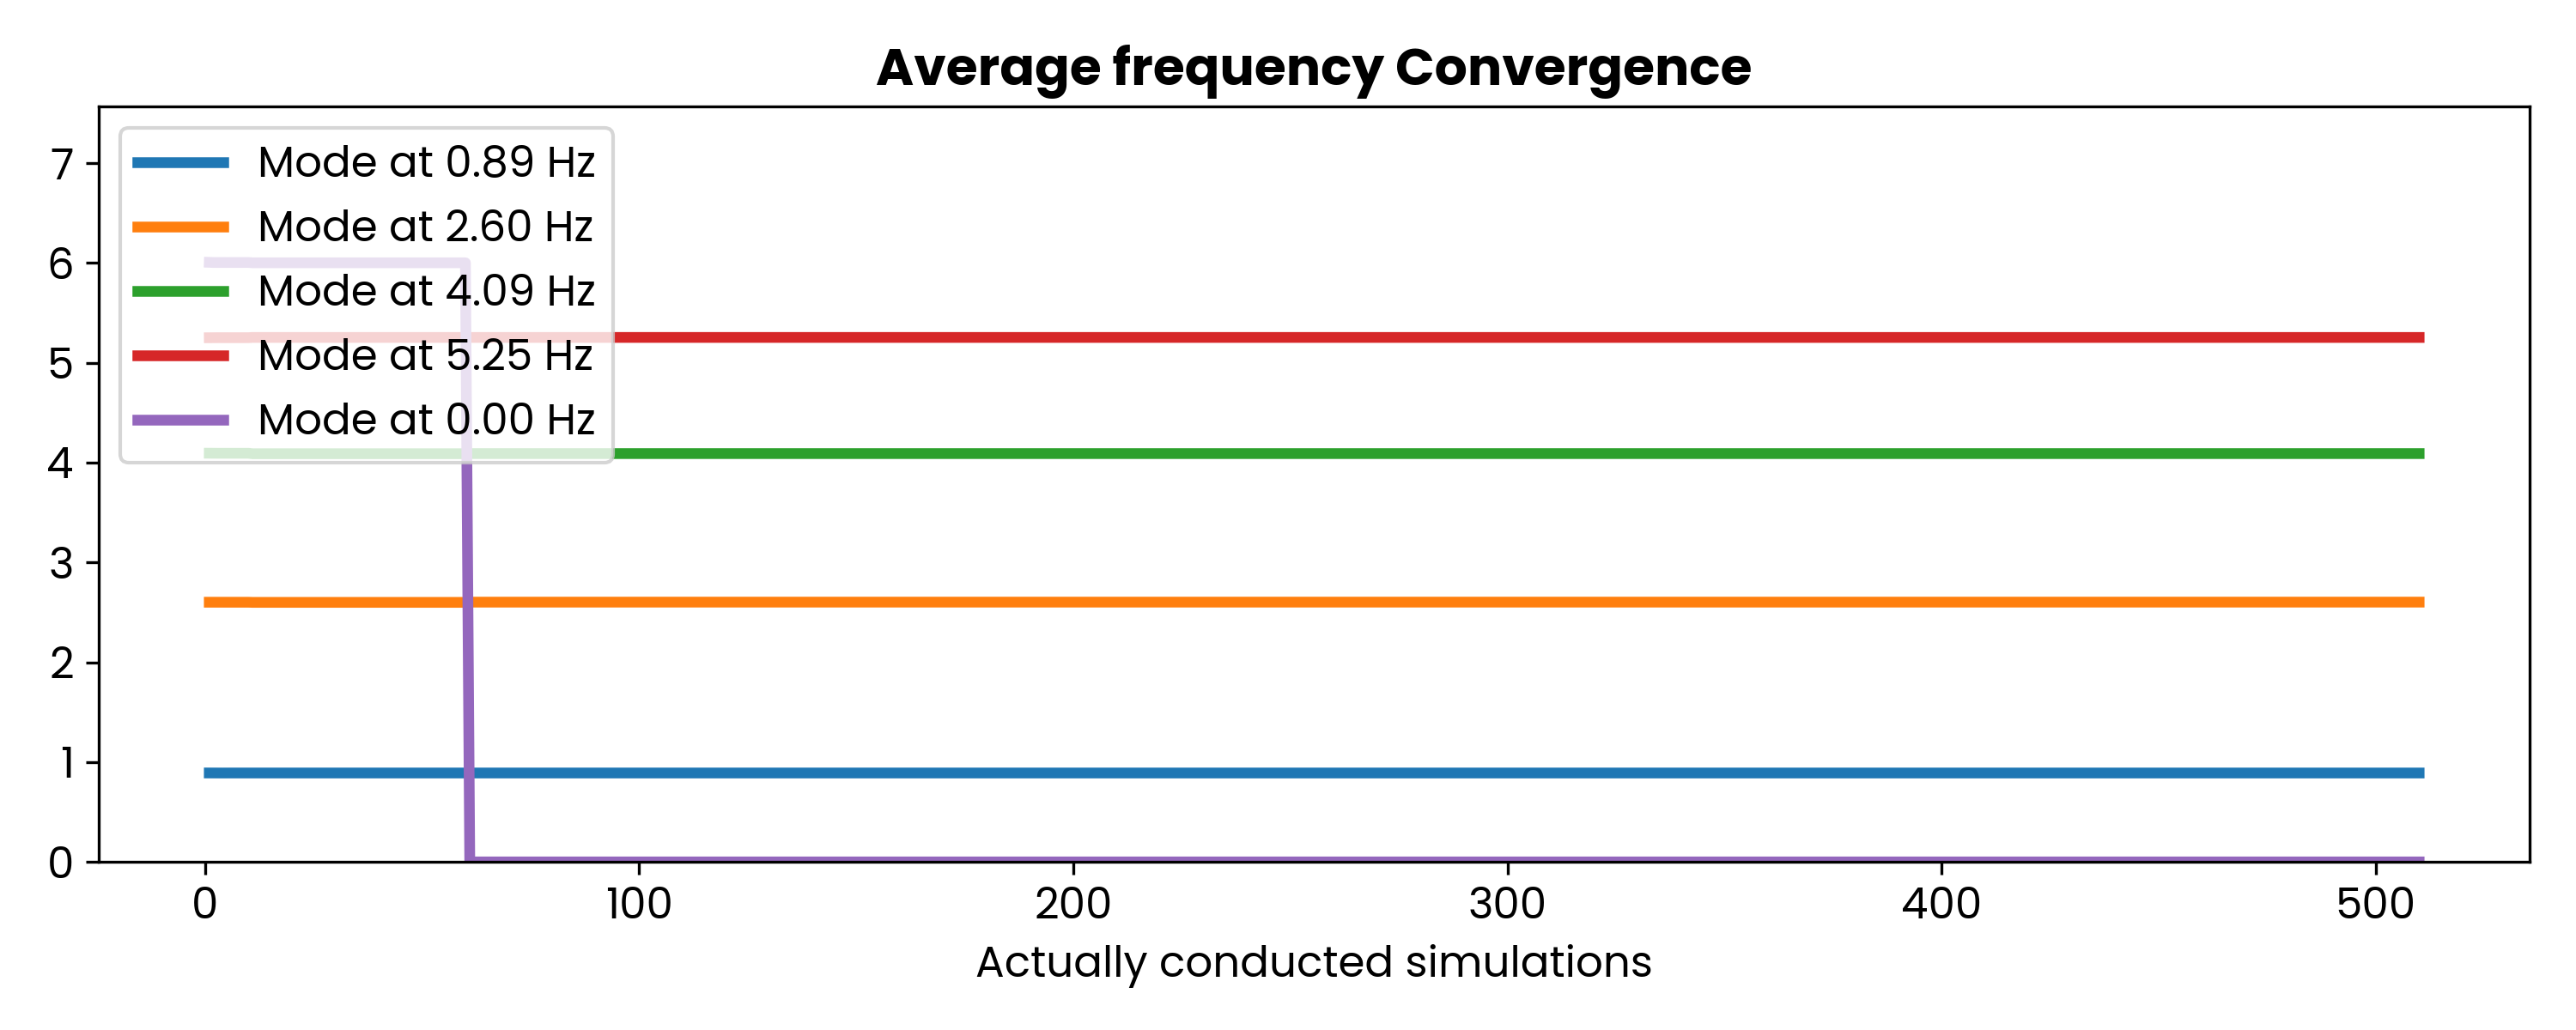 Average frequency Convergence
7
6
5
4
3
2
1
0
Mode at 0.89 Hz
Mode at 2.60 Hz
Mode at 4.09 Hz
Mode at 5.25 Hz
Mode at 0.00 Hz
0 100 200 300 400 500
Actually conducted simulations